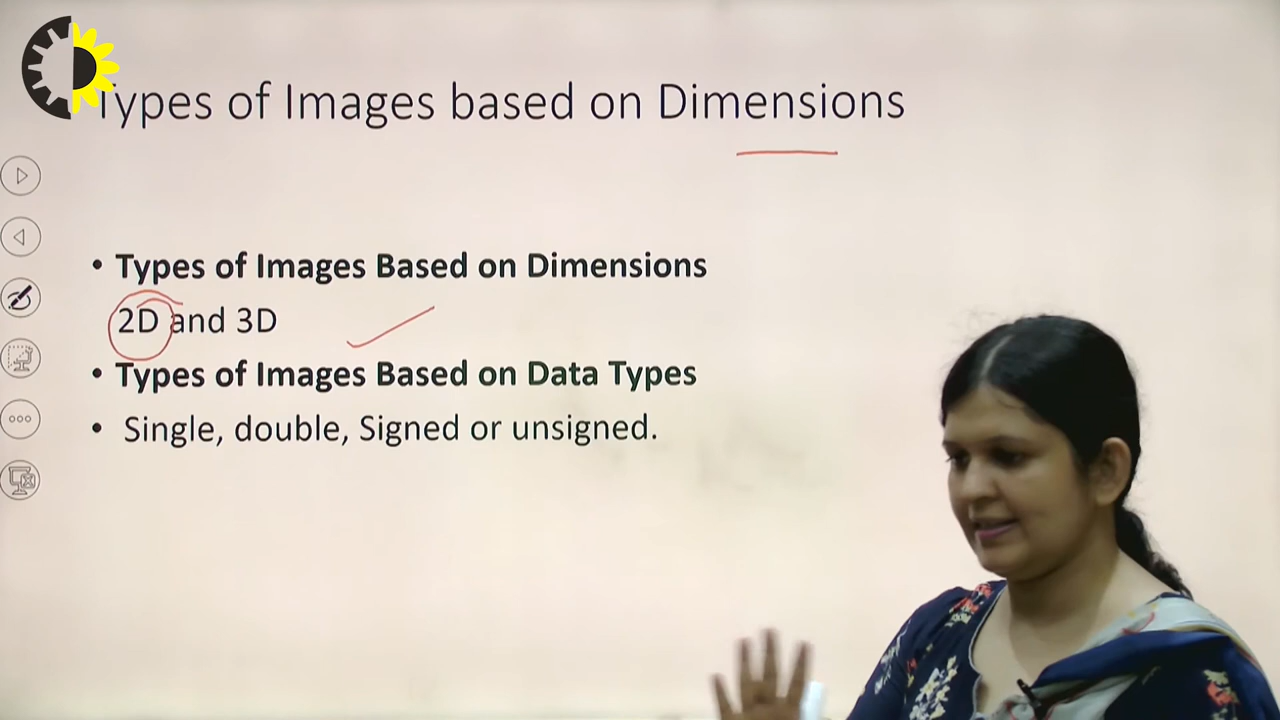 Types of Images based on Dimensions
• Types of Images Based on Dimensions
2D and 3D
• Types of Images Based on Data Types
• Single, double, Signed or unsigned.